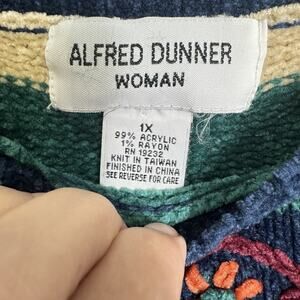 ALFRED DUNNER
WOMAN
1X
99% ACRYLIC
1% RAYON
RN 19232
KNIT IN TAIWAN
FINISHED IN CHINA
SEE REVERSE FOR CARE